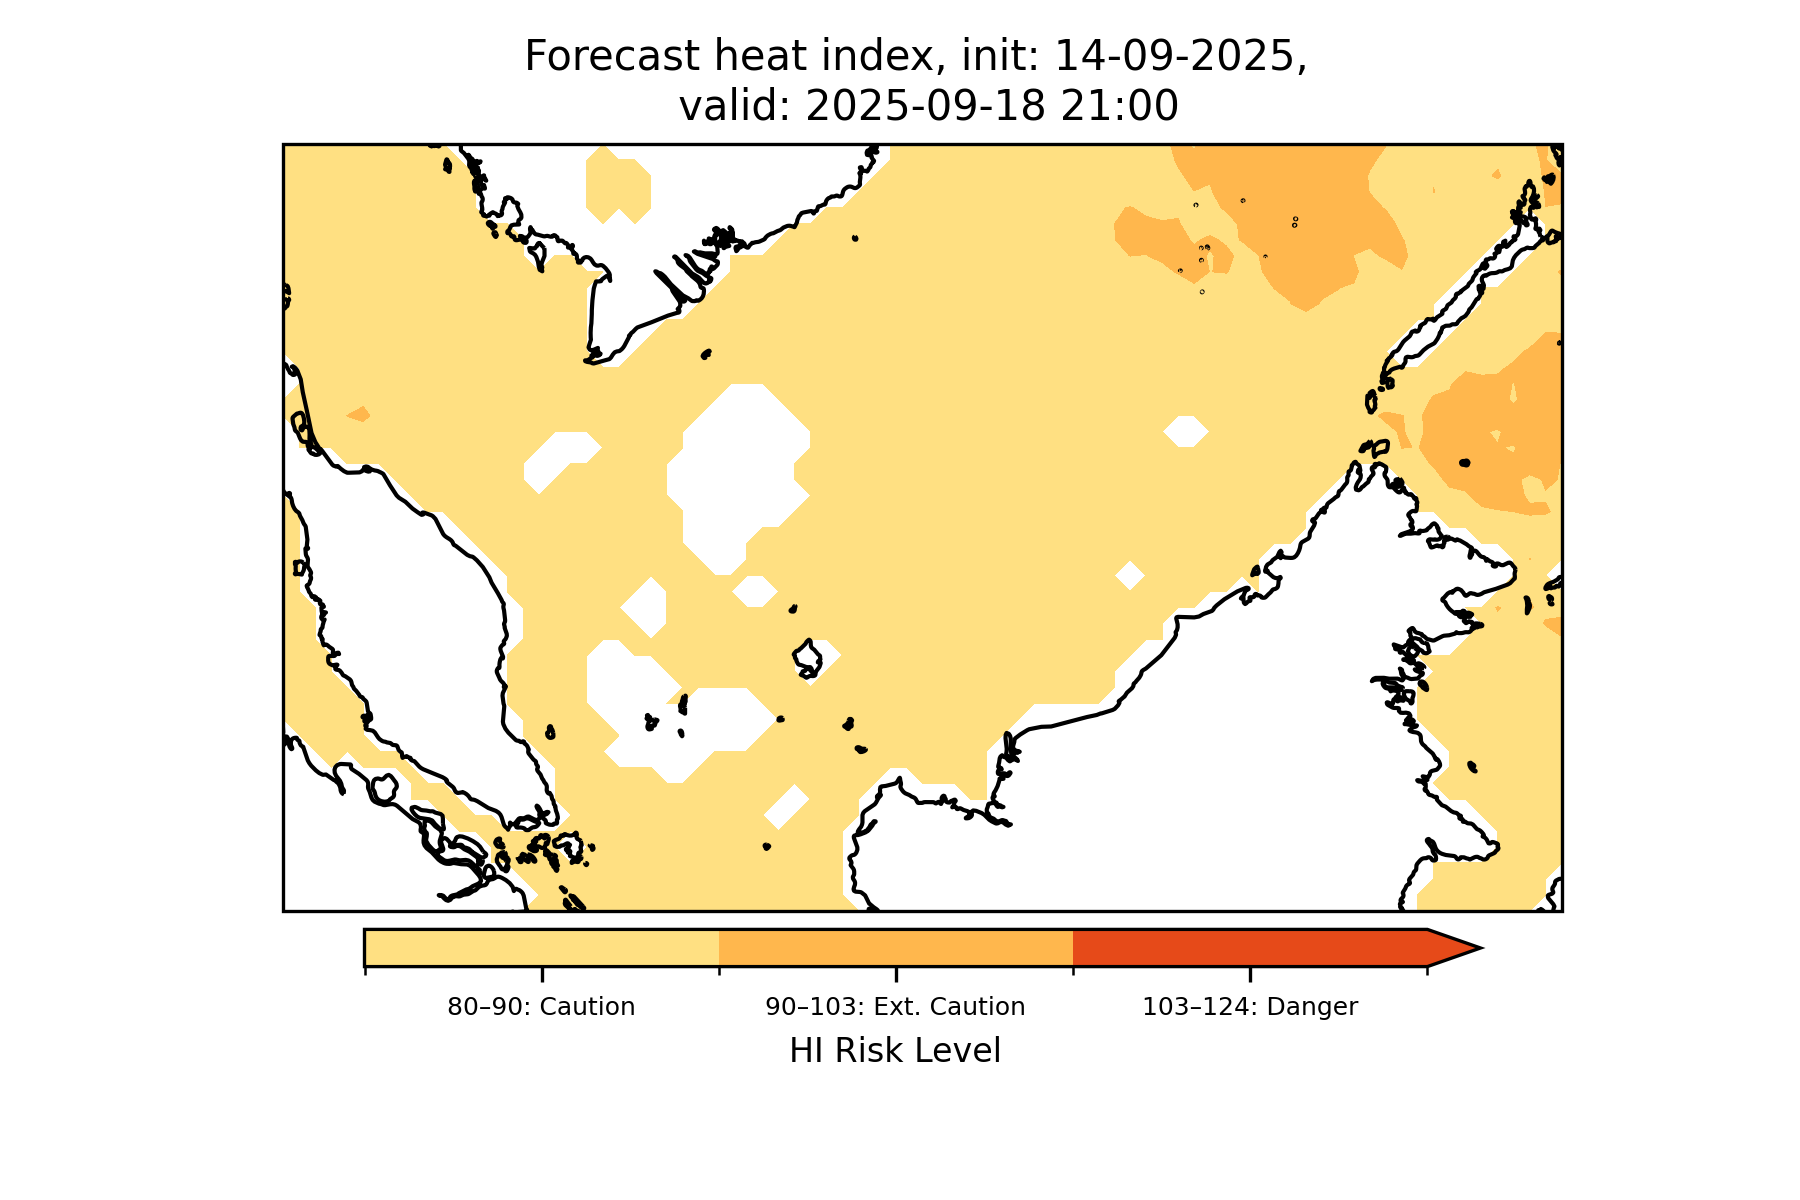 Forecast heat index, init: 14-09-2025,
valid: 2025-09-18 21:00
80–90: Caution
90–103: Ext. Caution
103–124: Danger
HI Risk Level